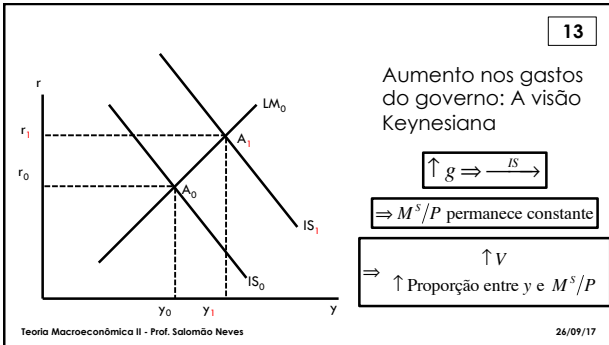 13
Aumento nos gastos
do governo: A visão
Keynesiana
↑ g ⇒ —IS→
⇒ M^S/P permanece constante
⇒ ↑V
↑ Proporção entre y e M^S/P
r
LM₀
r₁
A₁
r₀
A₀
IS₁
IS₀
y₀ y₁ y
Teoria Macroeconômica II - Prof. Salomão Neves 26/09/17